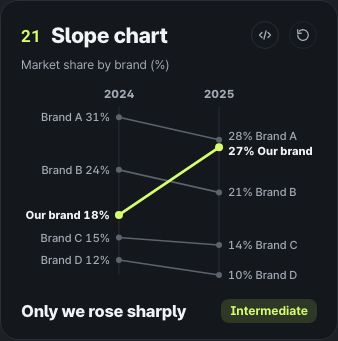 21 Slope chart
Market share by brand (%)
2024 2025
Brand A 31%
28% Brand A
27% Our brand
Brand B 24%
21% Brand B
Our brand 18%
Brand C 15%
14% Brand C
Brand D 12%
10% Brand D
Only we rose sharply
Intermediate